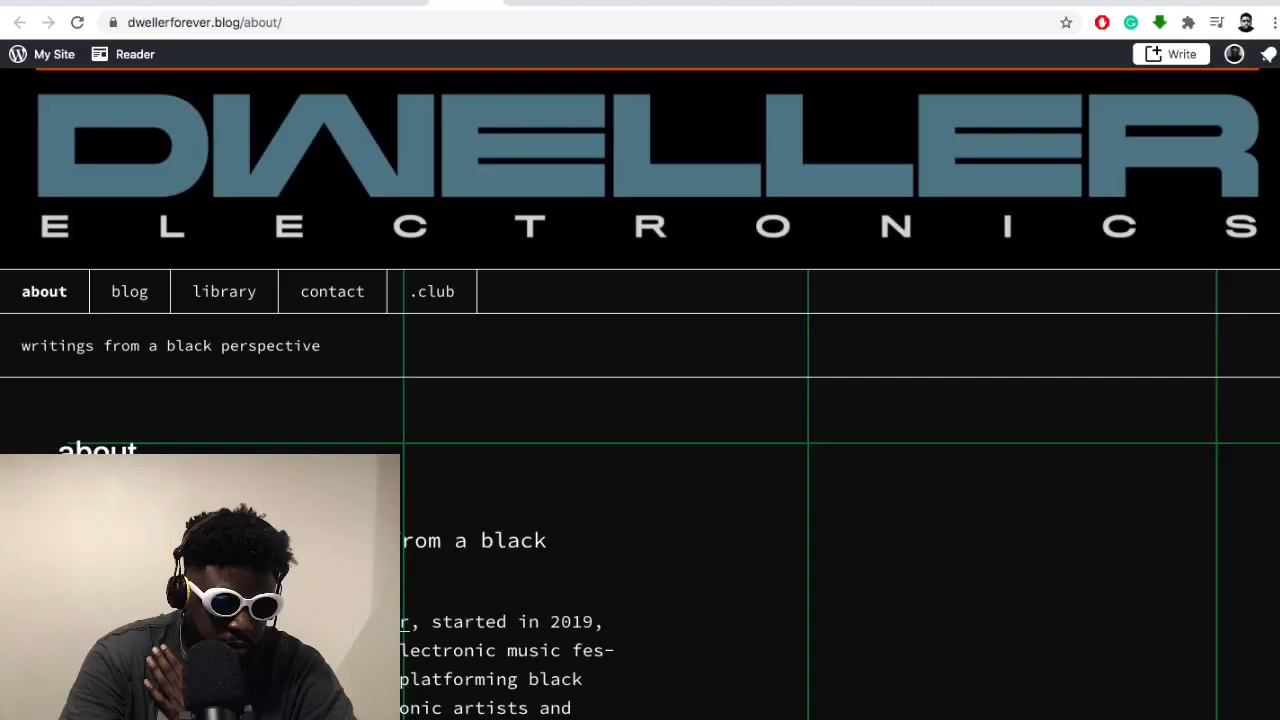 dwellerforever.blog/about/
My Site Reader Write
DWELLER
ELECTRONICS
about blog library contact .club
writings from a black perspective
about
rom a black
r, started in 2019,
lectronic music fes-
platforming black
onic artists and